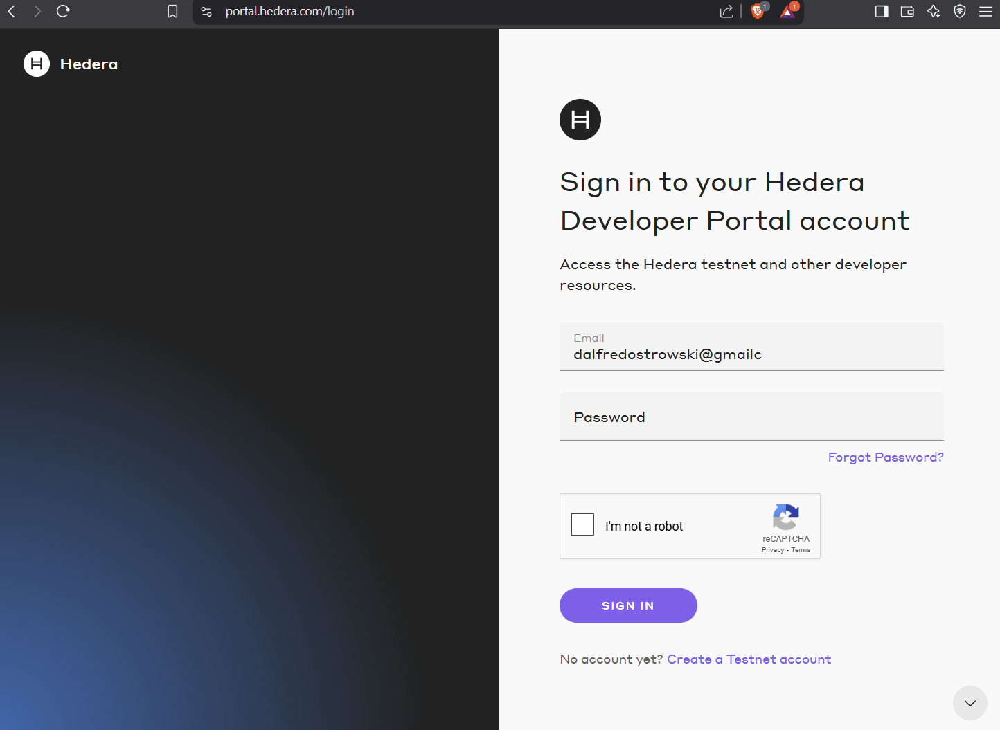 portal.hedera.com/login
1
1
Hedera
Sign in to your Hedera
Developer Portal account
Access the Hedera testnet and other developer
resources.
Email
dalfredostrowski@gmailc
Password
Forgot Password?
I'm not a robot
reCAPTCHA
Privacy - Terms
SIGN IN
No account yet? Create a Testnet account